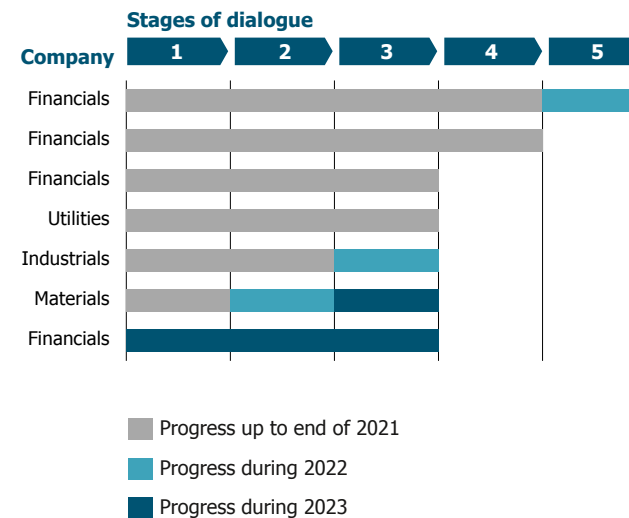 Stages of dialogue
Company 1 2 3 4 5
Financials
Financials
Financials
Utilities
Industrials
Materials
Financials
Progress up to end of 2021
Progress during 2022
Progress during 2023